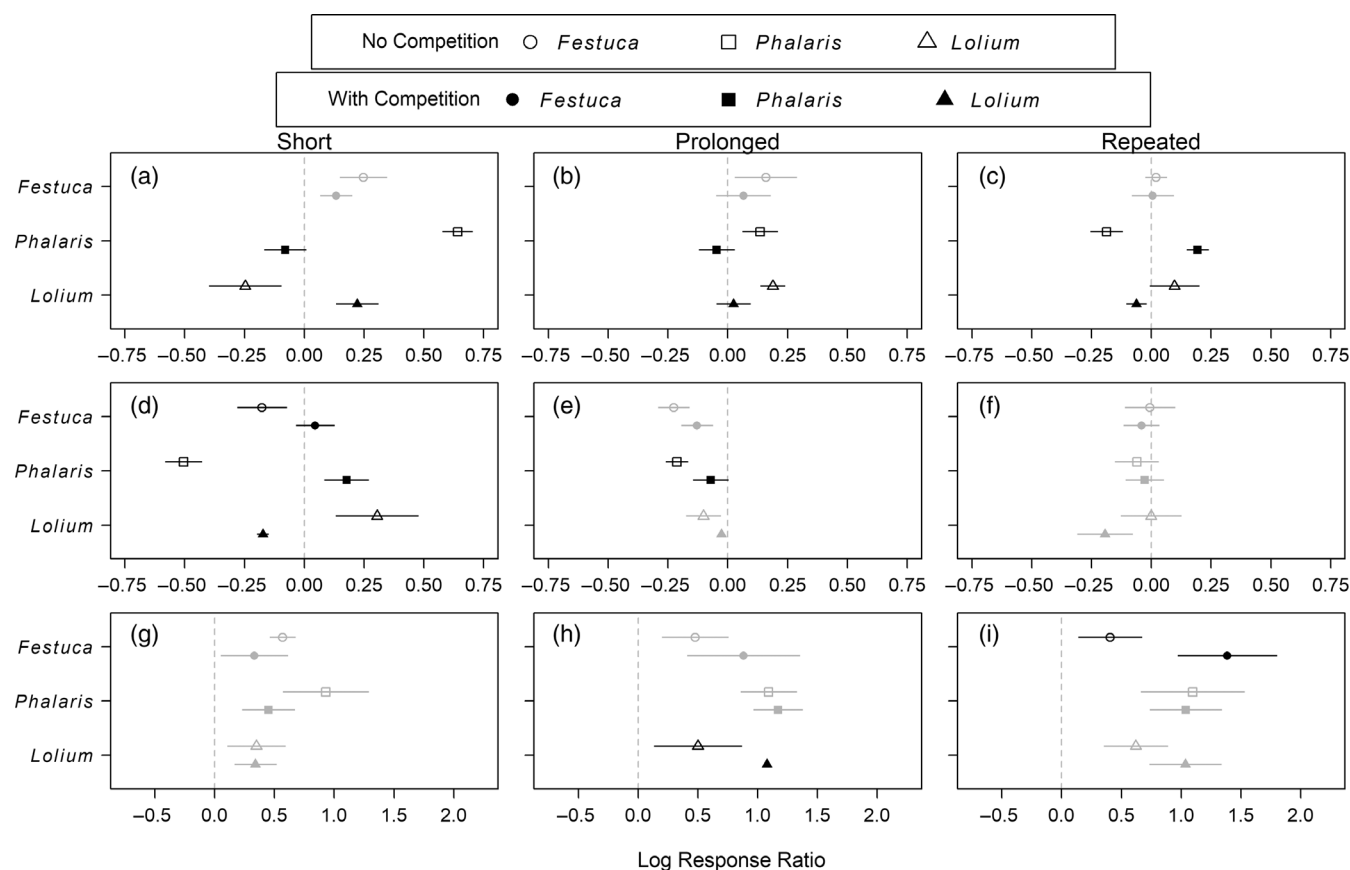 No Competition Festuca Phalaris Lolium
With Competition Festuca Phalaris Lolium
Short Prolonged Repeated
(a) (b) (c)
Festuca
Phalaris
Lolium
−0.75 −0.50 −0.25 0.00 0.25 0.50 0.75 −0.75 −0.50 −0.25 0.00 0.25 0.50 0.75 −0.75 −0.50 −0.25 0.00 0.25 0.50 0.75
(d) (e) (f)
Festuca
Phalaris
Lolium
−0.75 −0.50 −0.25 0.00 0.25 0.50 0.75 −0.75 −0.50 −0.25 0.00 0.25 0.50 0.75 −0.75 −0.50 −0.25 0.00 0.25 0.50 0.75
(g) (h) (i)
Festuca
Phalaris
Lolium
−0.5 0.0 0.5 1.0 1.5 2.0 −0.5 0.0 0.5 1.0 1.5 2.0 −0.5 0.0 0.5 1.0 1.5 2.0
Log Response Ratio